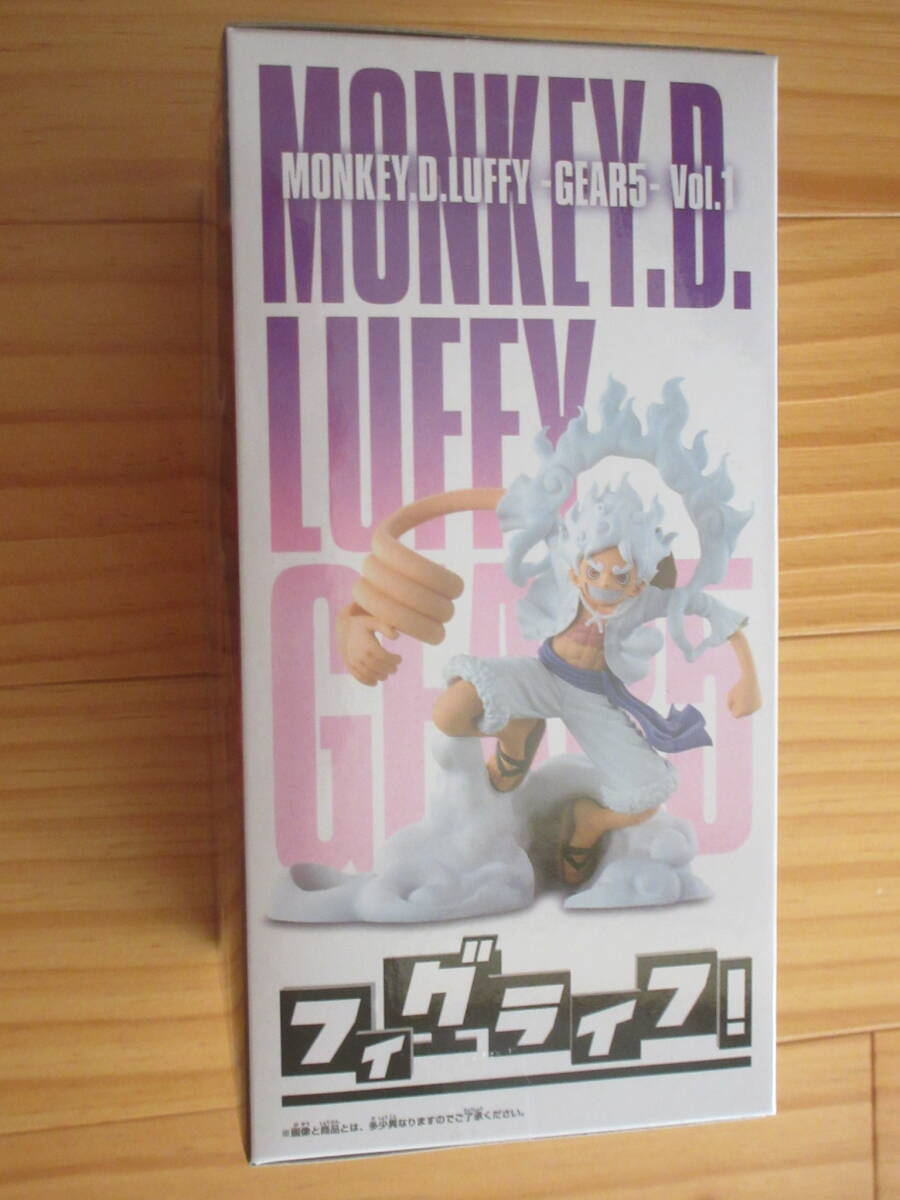 MONKEY.D.
MONKEY.D.LUFFY -GEAR5- Vol.1
LUFFY
GEAR5
フィグライフ!
※画像と商品とは、多少異なりますのでご了承ください。